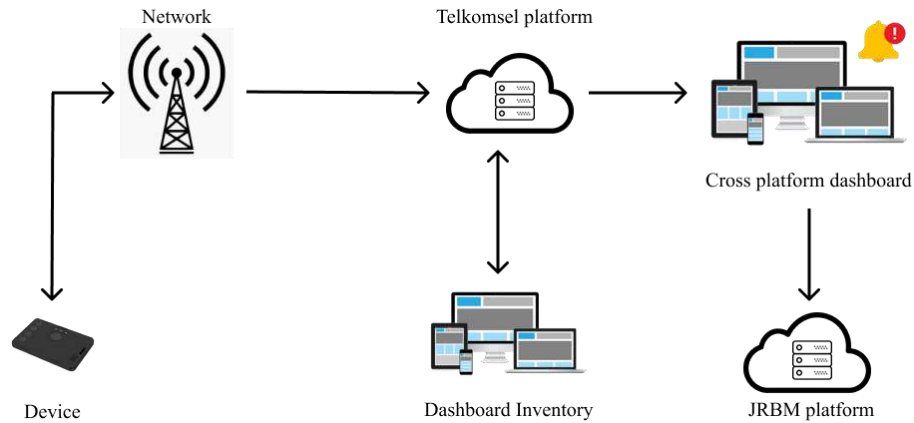 Network
Telkomsel platform
Cross platform dashboard
Device
Dashboard Inventory
JRBM platform